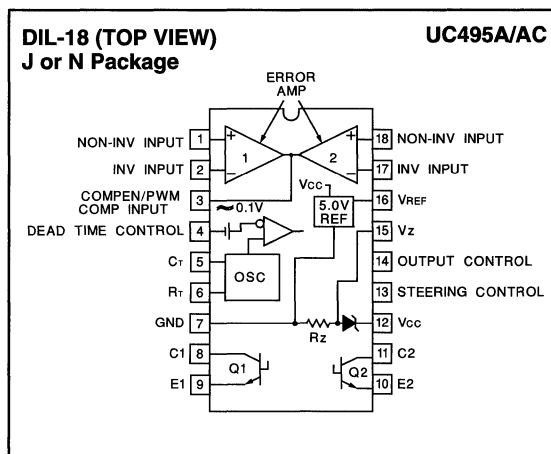 DIL-18 (TOP VIEW)
J or N Package
UC495A/AC
ERROR
AMP
NON-INV INPUT 1
INV INPUT 2
COMPEN/PWM
COMP INPUT 3
DEAD TIME CONTROL 4
CT 5
RT 6
GND 7
C1 8
E1 9
+
−
1
+
−
2
≈0.1V
OSC
VCC
5.0V
REF
RZ
Q1
Q2
18 NON-INV INPUT
17 INV INPUT
16 VREF
15 VZ
14 OUTPUT CONTROL
13 STEERING CONTROL
12 VCC
11 C2
10 E2